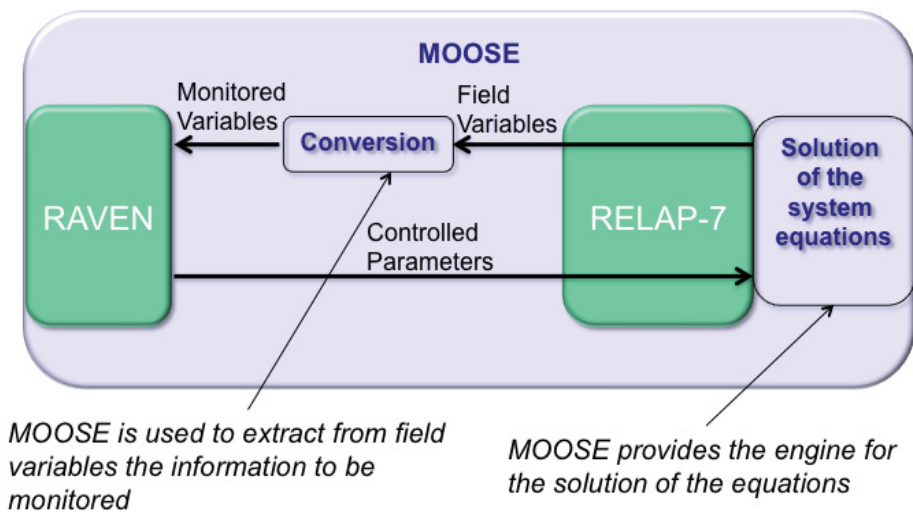 MOOSE
Monitored
Variables
Field
Variables
Conversion
Solution
of the
system
equations
RAVEN
RELAP-7
Controlled
Parameters
MOOSE is used to extract from field
variables the information to be
monitored
MOOSE provides the engine for
the solution of the equations